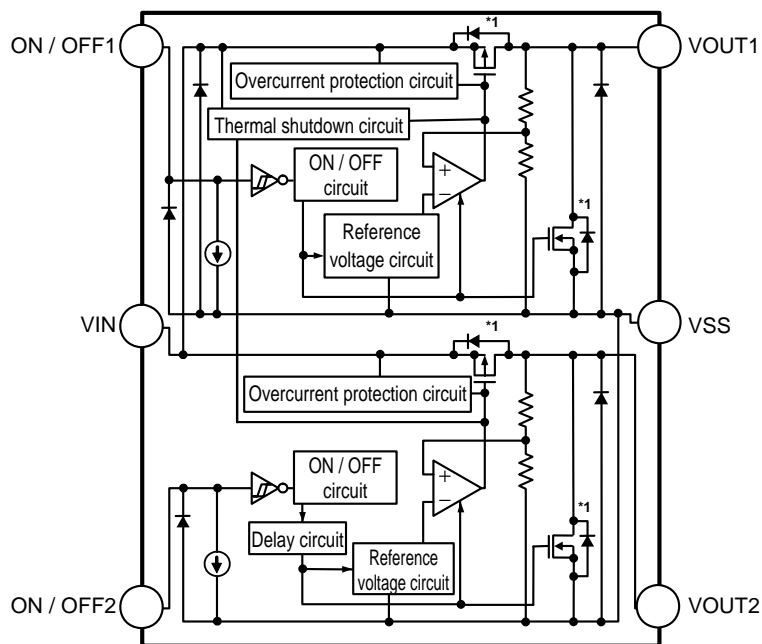 ON / OFF1
*1
VOUT1
Overcurrent protection circuit
Thermal shutdown circuit
ON / OFF
circuit
+
−
Reference
voltage circuit
*1
VIN
VSS
*1
Overcurrent protection circuit
ON / OFF
circuit
+
−
*1
Delay circuit
Reference
voltage circuit
ON / OFF2
VOUT2